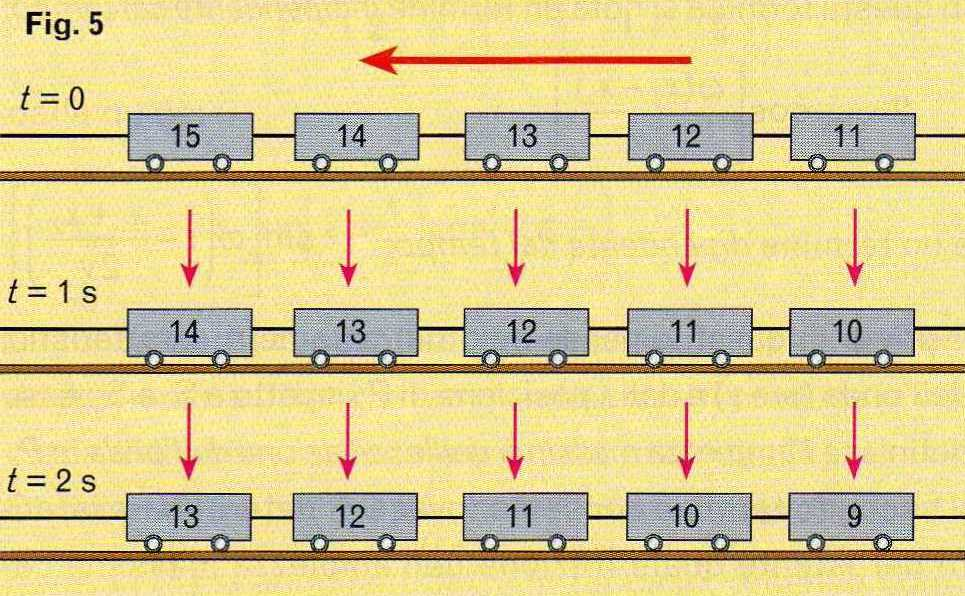 Fig. 5
t = 0
15 14 13 12 11
t = 1 s
14 13 12 11 10
t = 2 s
13 12 11 10 9